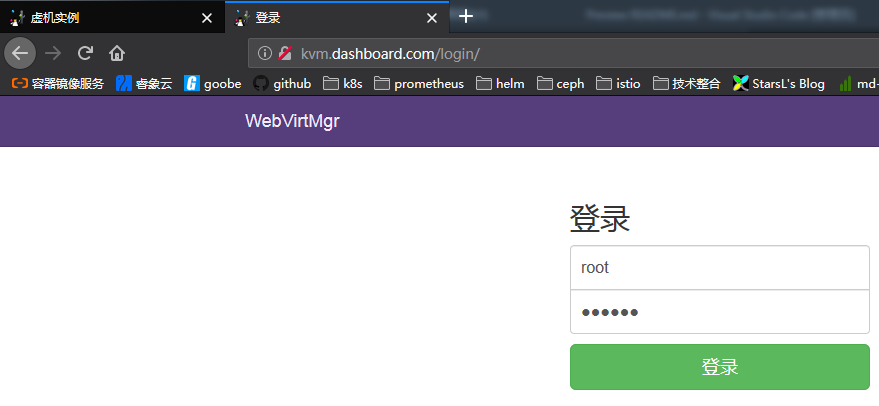 虚机实例
登录
kvm.dashboard.com/login/
容器镜像服务 睿象云 goobe github k8s prometheus helm ceph istio 技术整合 StarsL's Blog md-
WebVirtMgr
登录
root
••••••
登录